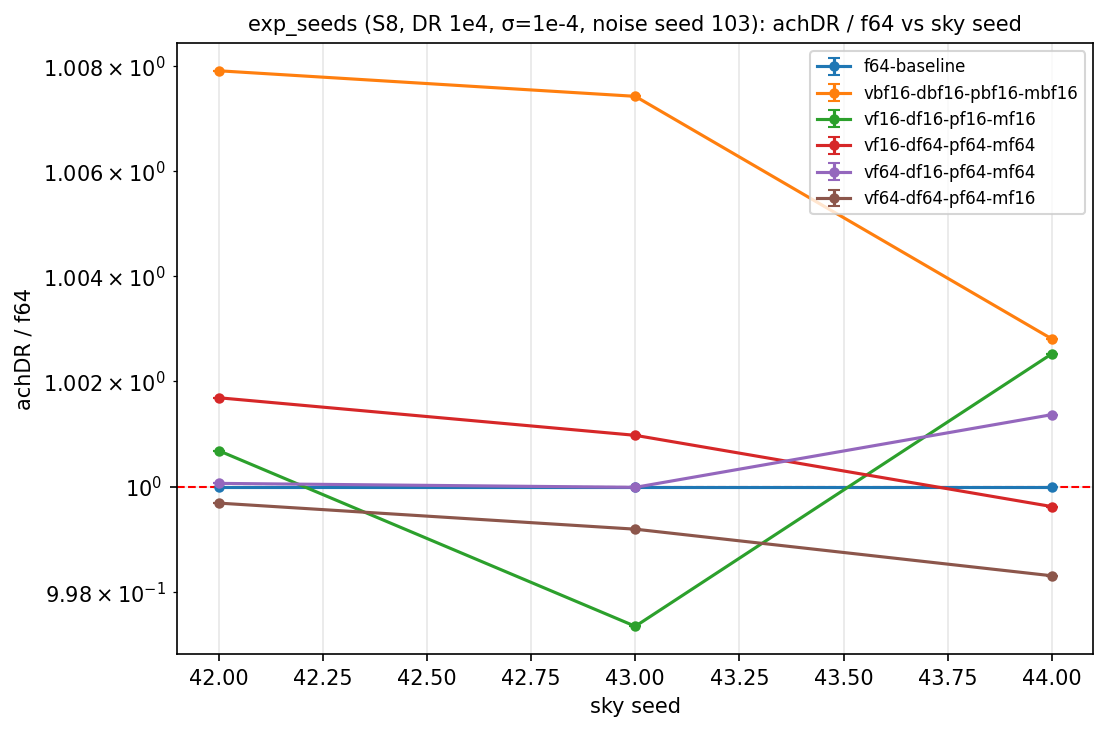 exp_seeds (S8, DR 1e4, σ=1e-4, noise seed 103): achDR / f64 vs sky seed
1.008 × 10⁰
1.006 × 10⁰
1.004 × 10⁰
1.002 × 10⁰
10⁰
9.98 × 10⁻¹
achDR / f64
f64-baseline
vbf16-dbf16-pbf16-mbf16
vf16-df16-pf16-mf16
vf16-df64-pf64-mf64
vf64-df16-pf64-mf64
vf64-df64-pf64-mf16
42.00 42.25 42.50 42.75 43.00 43.25 43.50 43.75 44.00
sky seed